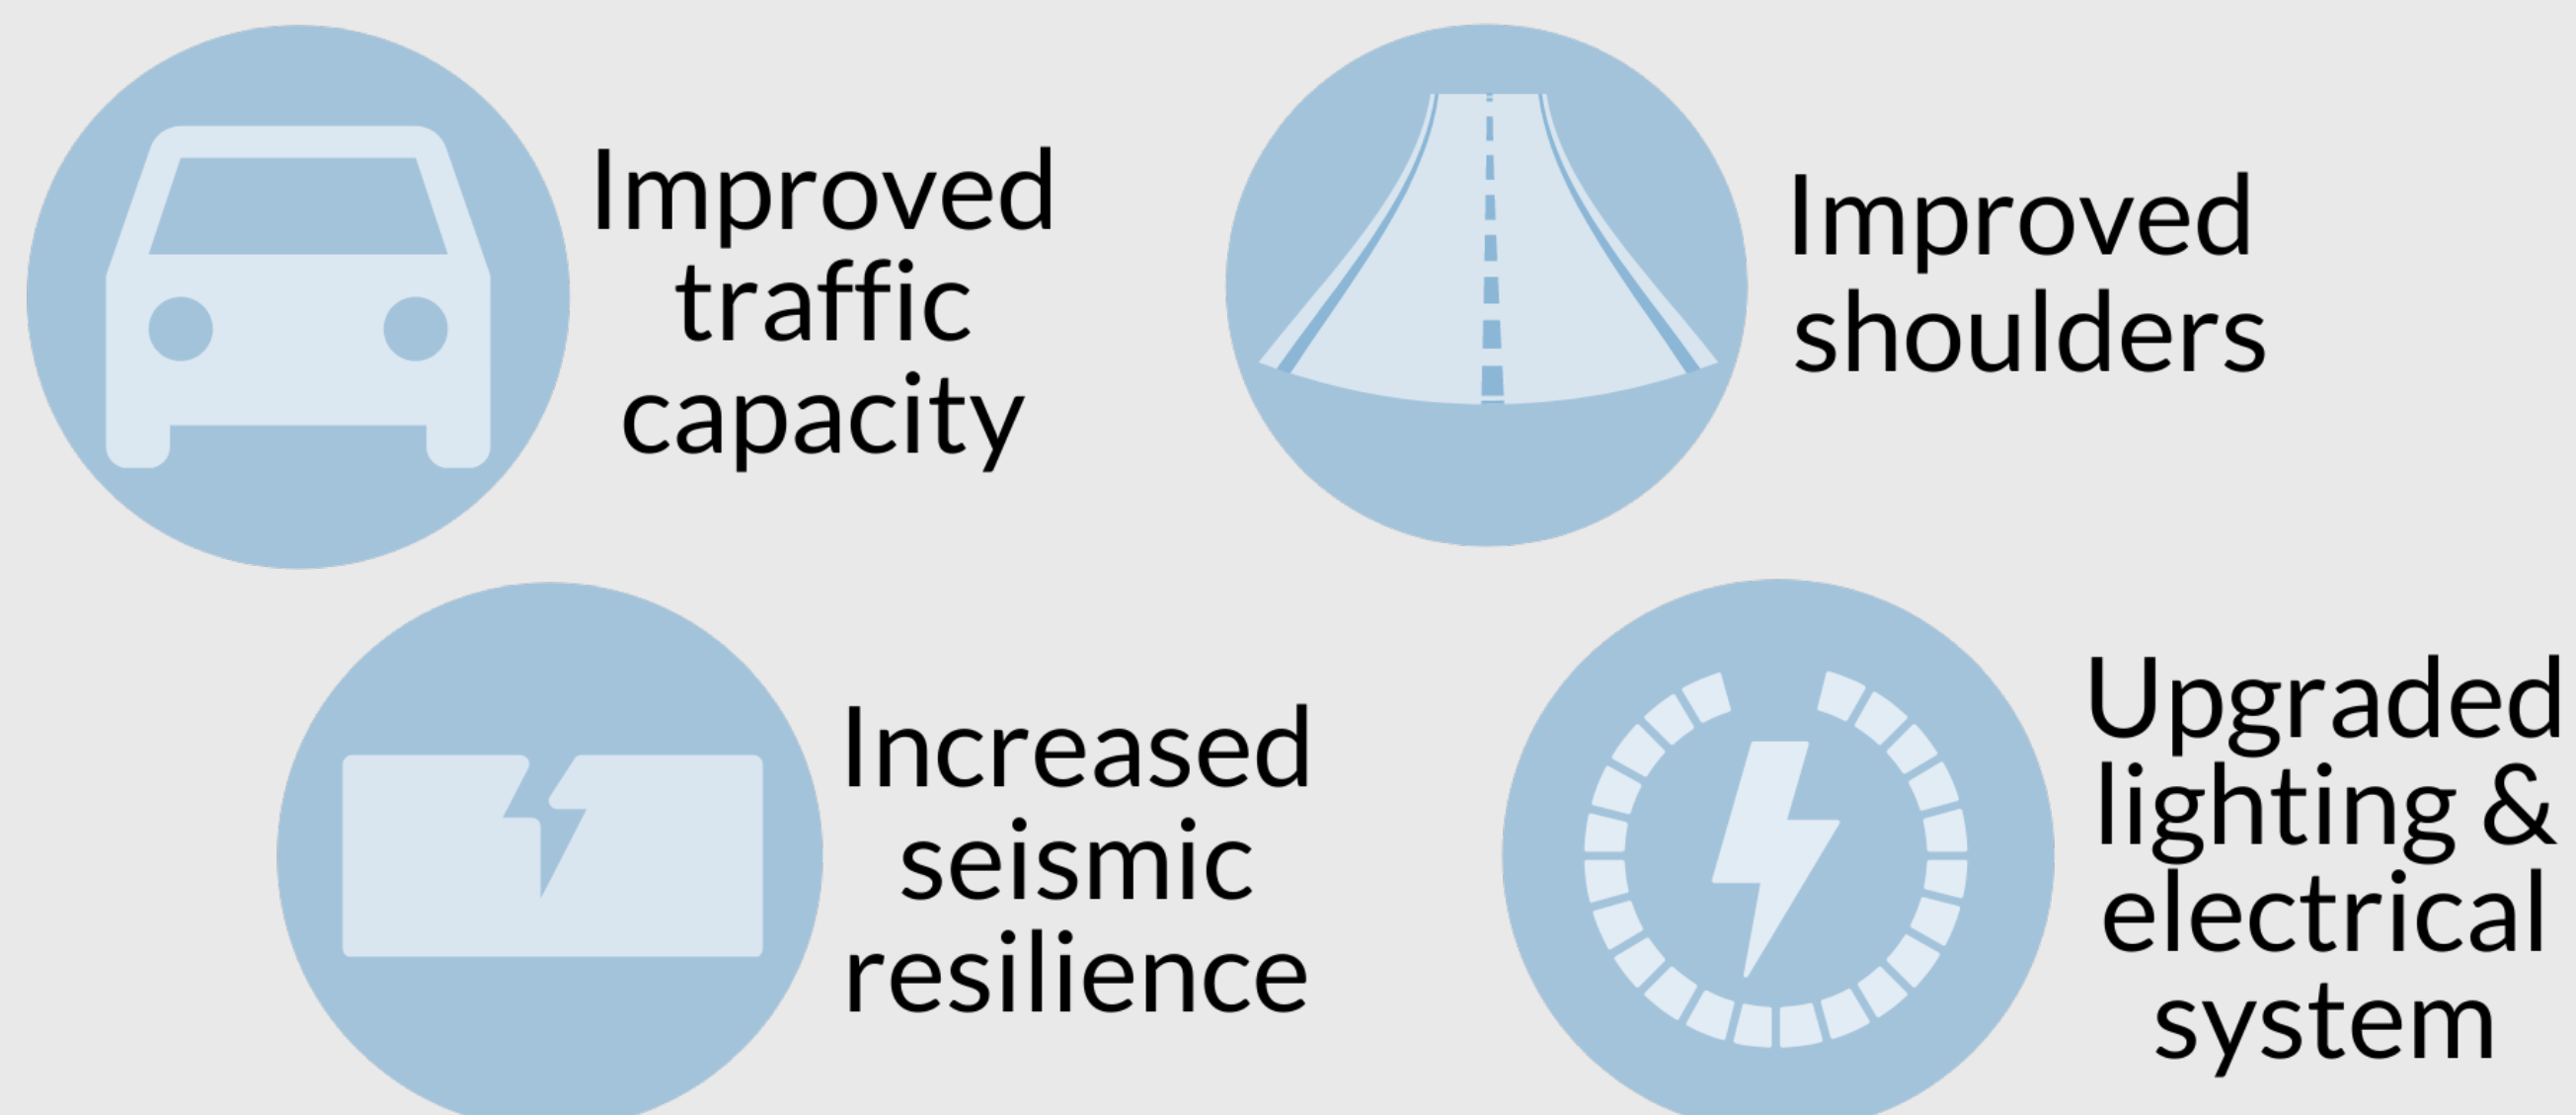 Improved
traffic
capacity
Improved
shoulders
Increased
seismic
resilience
Upgraded
lighting &
electrical
system